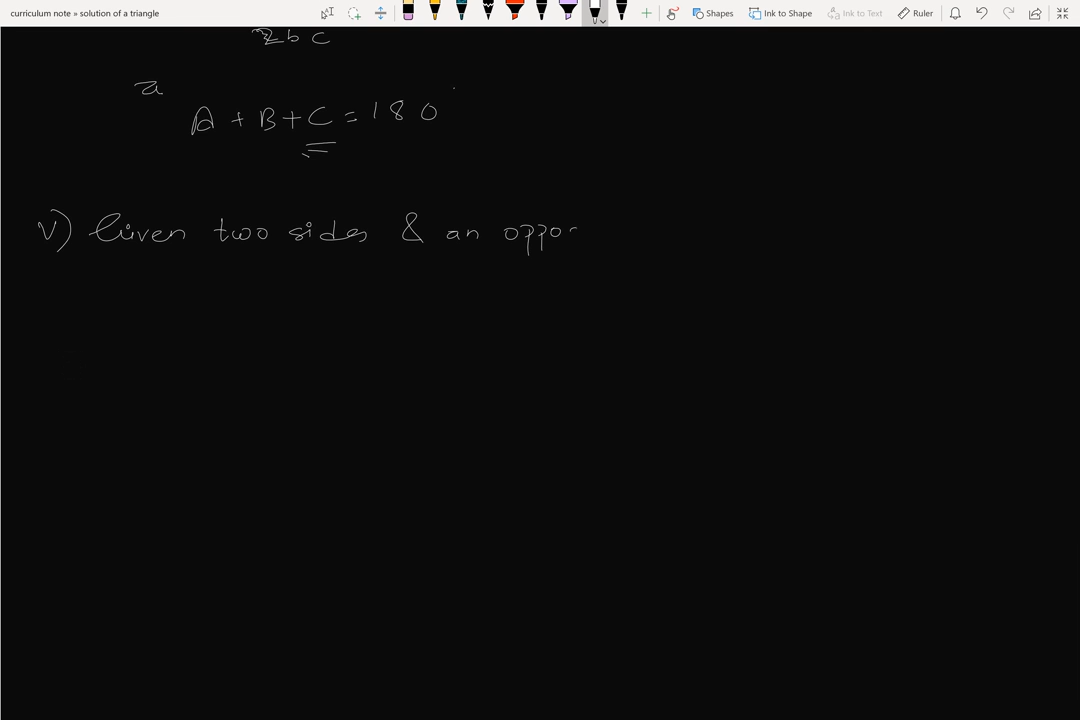 curriculum note » solution of a triangle
Shapes Ink to Shape Ink to Text Ruler
2bc
a
A + B + C = 180
V) Given two sides & an oppo